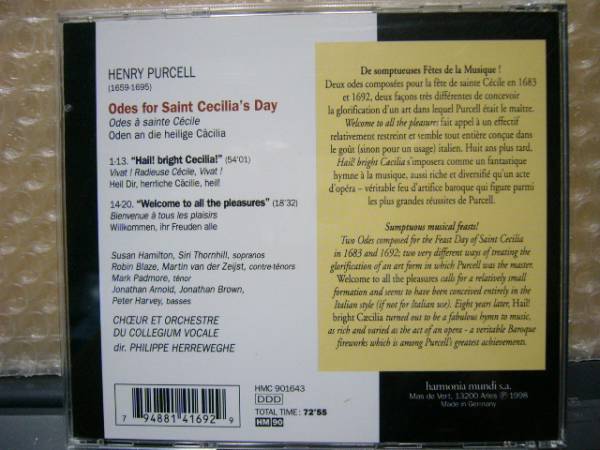 HENRY PURCELL
(1659-1695)
Odes for Saint Cecilia's Day
Odes à sainte Cécile
Oden an die heilige Cäcilia
1-13. "Hail! bright Cecilia!" (54'01)
Vivat ! Radieuse Cécile, Vivat !
Heil Dir, herrliche Cäcilie, heil!
14-20. "Welcome to all the pleasures" (18'32)
Bienvenue à tous les plaisirs
Willkommen, ihr Freuden alle
Susan Hamilton, Siri Thornhill, sopranos
Robin Blaze, Martin van der Zeijst, contre-ténors
Mark Padmore, ténor
Jonathan Arnold, Jonathan Brown,
Peter Harvey, basses
CHŒUR ET ORCHESTRE
DU COLLEGIUM VOCALE
dir. PHILIPPE HERREWEGHE
7 94881 41692 9
HMC 901643
DDD
TOTAL TIME : 72'55
HM 90
De somptueuses Fêtes de la Musique !
Deux odes composées pour la fête de sainte Cécile en 1683
et 1692, deux façons très différentes de concevoir
la glorification d'un art dans lequel Purcell était le maître.
Welcome to all the pleasures fait appel à un effectif
relativement restreint et semble tout entière conçue dans
le goût (sinon pour un usage) italien. Huit ans plus tard,
Hail! bright Cæcilia s'imposera comme un fantastique
hymne à la musique, aussi riche et diversifié qu'un acte
d'opéra – véritable feu d'artifice baroque qui figure parmi
les plus grandes réussites de Purcell.
Sumptuous musical feasts!
Two Odes composed for the Feast Day of Saint Cecilia
in 1683 and 1692; two very different ways of treating the
glorification of an art form in which Purcell was the master.
Welcome to all the pleasures calls for a relatively small
formation and seems to have been conceived entirely in the
Italian style (if not for Italian use). Eight years later, Hail!
bright Cæcilia turned out to be a fabulous hymn to music,
as rich and varied as the act of an opera - a veritable Baroque
fireworks which is among Purcell's greatest achievements.
harmonia mundi s.a.
Mas de Vert, 13200 Arles ℗ 1998
Made in Germany